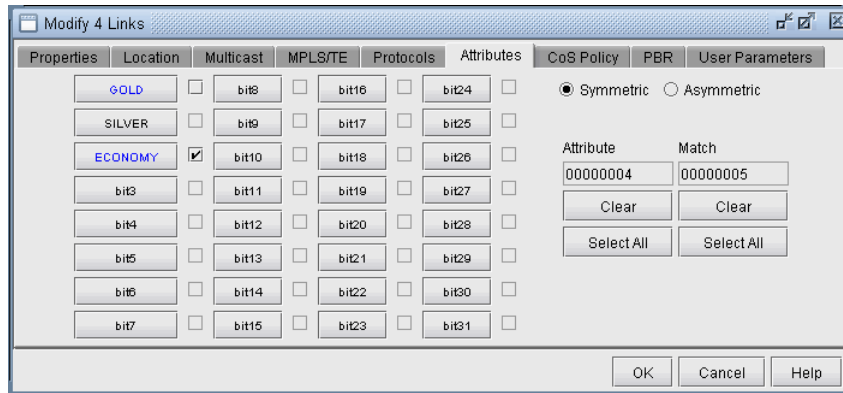 Modify 4 Links
Properties Location Multicast MPLS/TE Protocols Attributes CoS Policy PBR User Parameters
GOLD bit8 bit16 bit24 Symmetric Asymmetric
SILVER bit9 bit17 bit25
Attribute Match
ECONOMY bit10 bit18 bit26
00000004 00000005
bit3 bit11 bit19 bit27
Clear Clear
bit4 bit12 bit20 bit28
Select All Select All
bit5 bit13 bit21 bit29
bit6 bit14 bit22 bit30
bit7 bit15 bit23 bit31
OK Cancel Help